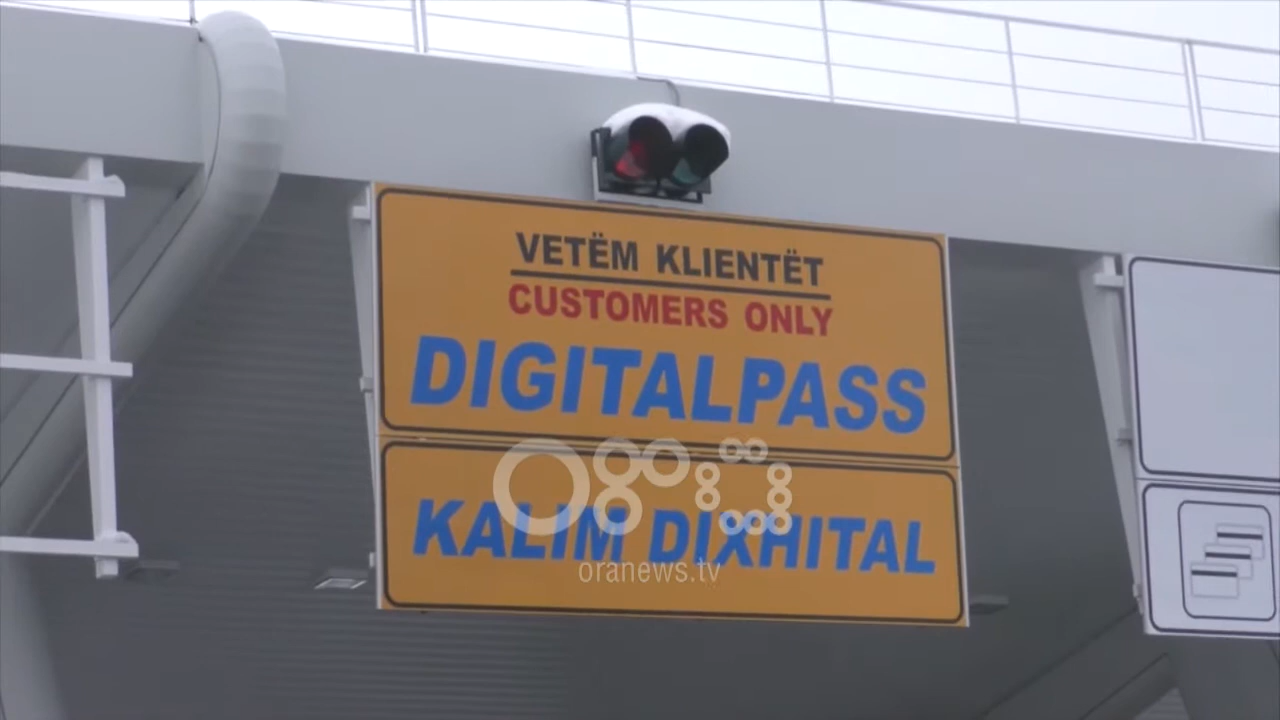 VETËM KLIENTËT
CUSTOMERS ONLY
DIGITALPASS
KALIM DIXHITAL
oranews.tv